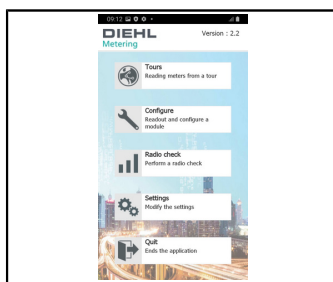 09:12
DIEHL
Metering
Version : 2.2
Tours
Reading meters from a tour
Configure
Readout and configure a
module
Radio check
Perform a radio check
Settings
Modify the settings
Quit
Ends the application